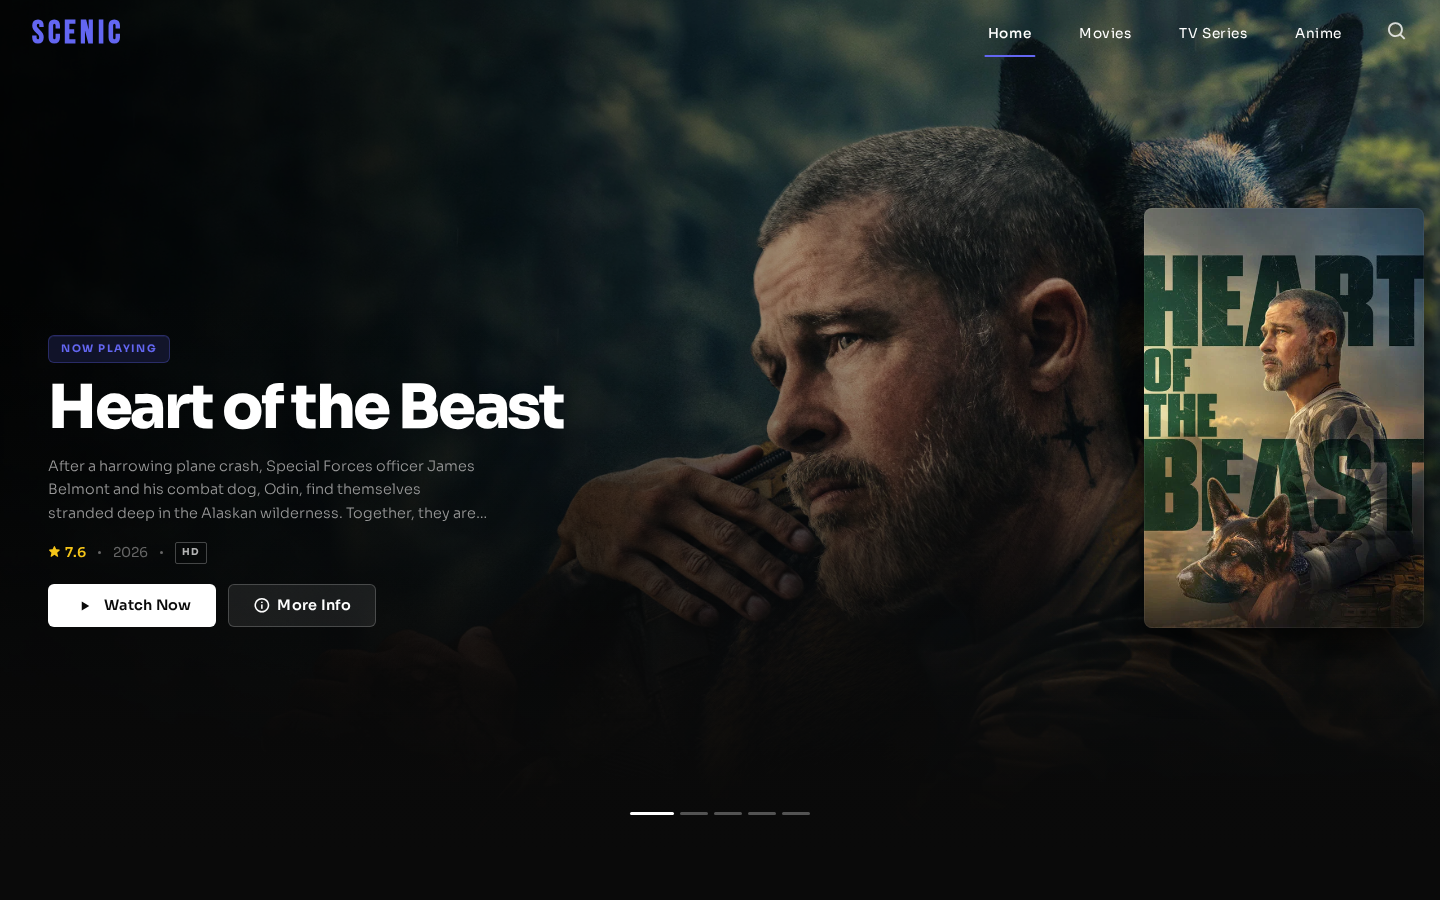 SCENIC
Home
Movies
TV Series
Anime
NOW PLAYING
Heart of the Beast
After a harrowing plane crash, Special Forces officer James
Belmont and his combat dog, Odin, find themselves
stranded deep in the Alaskan wilderness. Together, they are...
7.6 • 2026 • HD
Watch Now
More Info
HEART
OF
THE
BEAST